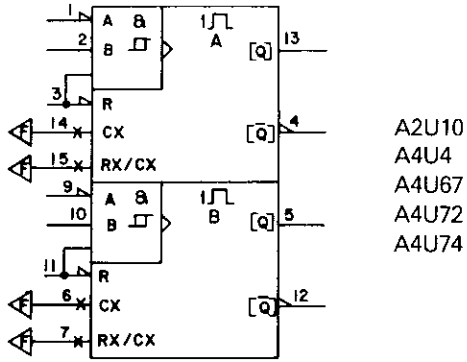 1 A & 1 A
2 B [Q] 13
3 R [Q̅] 4
F 14 CX
F 15 RX/CX
9 A & 1 B
10 B [Q] 5
11 R [Q̅] 12
F 6 CX
F 7 RX/CX
A2U10
A4U4
A4U67
A4U72
A4U74